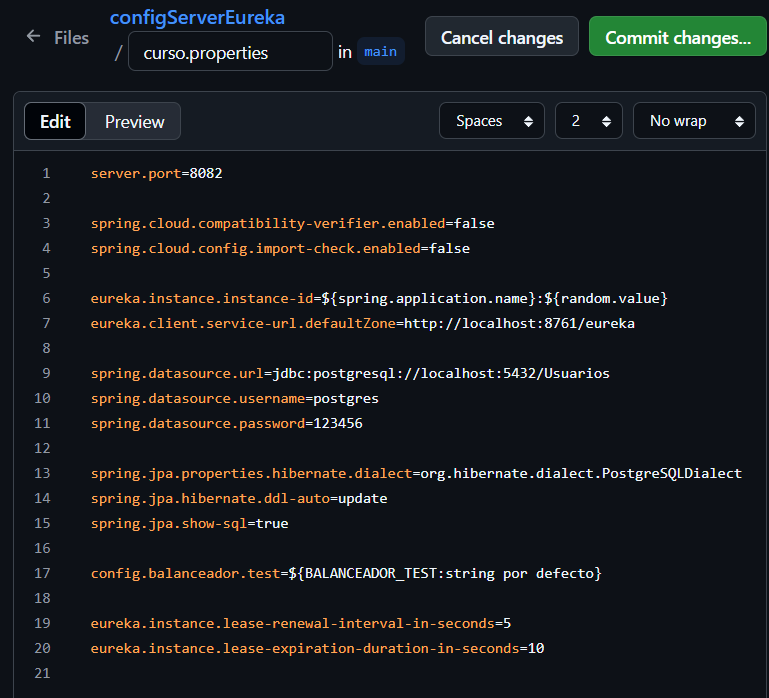 configServerEureka
← Files
/ curso.properties in main
Cancel changes
Commit changes...
Edit
Preview
Spaces
2
No wrap
1 server.port=8082
2
3 spring.cloud.compatibility-verifier.enabled=false
4 spring.cloud.config.import-check.enabled=false
5
6 eureka.instance.instance-id=${spring.application.name}:${random.value}
7 eureka.client.service-url.defaultZone=http://localhost:8761/eureka
8
9 spring.datasource.url=jdbc:postgresql://localhost:5432/Usuarios
10 spring.datasource.username=postgres
11 spring.datasource.password=123456
12
13 spring.jpa.properties.hibernate.dialect=org.hibernate.dialect.PostgreSQLDialect
14 spring.jpa.hibernate.ddl-auto=update
15 spring.jpa.show-sql=true
16
17 config.balanceador.test=${BALANCEADOR_TEST:string por defecto}
18
19 eureka.instance.lease-renewal-interval-in-seconds=5
20 eureka.instance.lease-expiration-duration-in-seconds=10
21